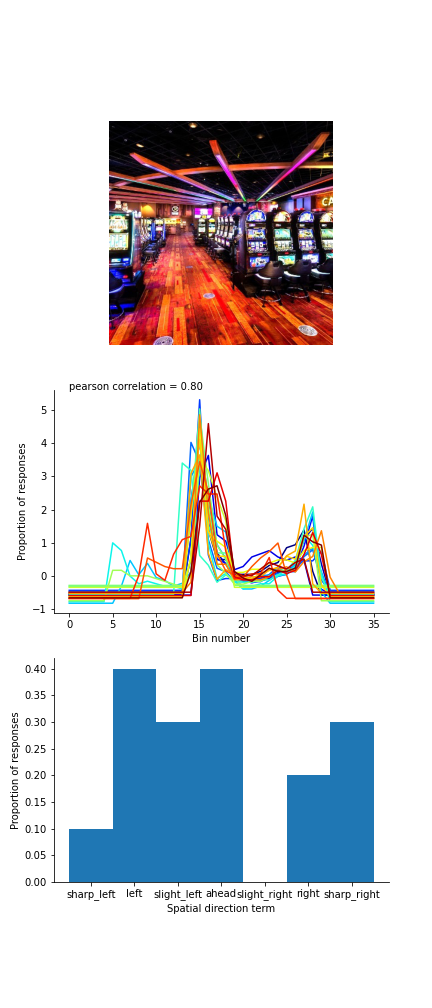 CA
pearson correlation = 0.80
Proportion of responses
5
4
3
2
1
0
−1
0 5 10 15 20 25 30 35
Bin number
Proportion of responses
0.40
0.35
0.30
0.25
0.20
0.15
0.10
0.05
0.00
sharp_left left slight_left ahead slight_right right sharp_right
Spatial direction term